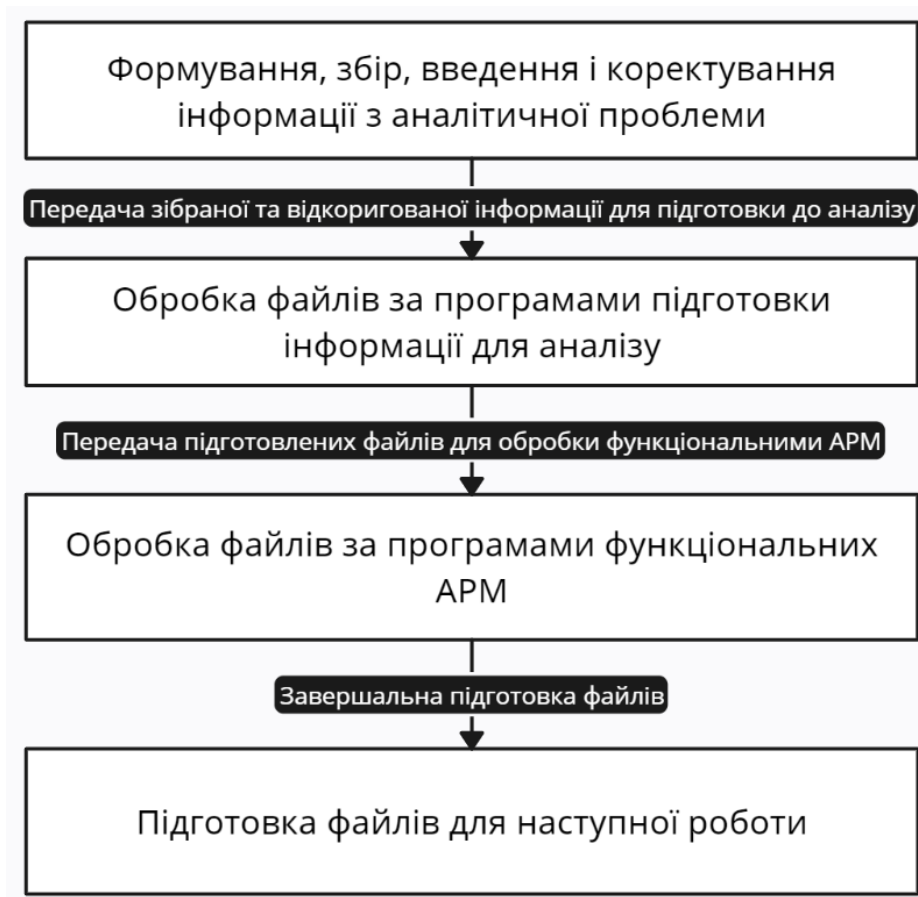 Формування, збір, введення і коректування
інформації з аналітичної проблеми
Передача зібраної та відкоригованої інформації для підготовки до аналізу
Обробка файлів за програмами підготовки
інформації для аналізу
Передача підготовлених файлів для обробки функціональними АРМ
Обробка файлів за програмами функціональних
АРМ
Завершальна підготовка файлів
Підготовка файлів для наступної роботи